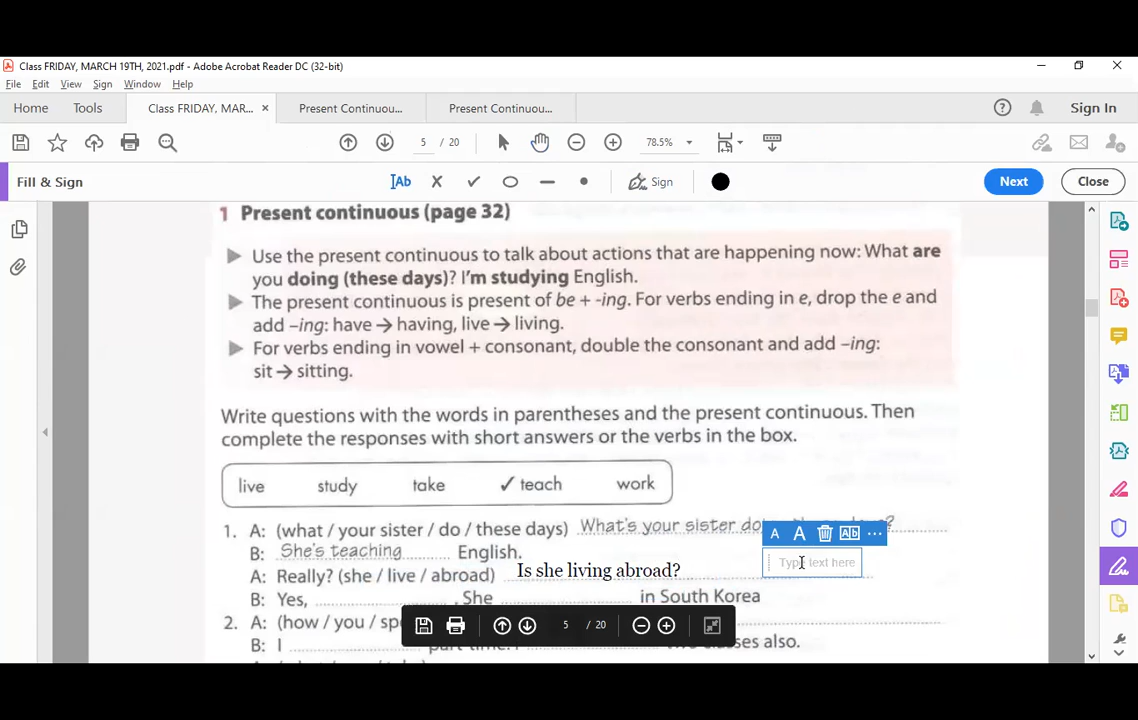 Class FRIDAY, MARCH 19TH, 2021.pdf - Adobe Acrobat Reader DC (32-bit)
File Edit View Sign Window Help
Home Tools Class FRIDAY, MAR... × Present Continuou... Present Continuou... Sign In
5 / 20 78.5%
Fill & Sign Ab Sign Next Close
1 Present continuous (page 32)
Use the present continuous to talk about actions that are happening now: What are
you doing (these days)? I'm studying English.
The present continuous is present of be + -ing. For verbs ending in e, drop the e and
add –ing: have → having, live → living.
For verbs ending in vowel + consonant, double the consonant and add –ing:
sit → sitting.
Write questions with the words in parentheses and the present continuous. Then
complete the responses with short answers or the verbs in the box.
live study take ✓ teach work
1. A: (what / your sister / do / these days) What's your sister
A A Ab ...
B: She's teaching English.
Type text here
A: Really? (she / live / abroad) Is she living abroad?
B: Yes, . She in South Korea
2. A: (how / you /
5 / 20
B: I also.